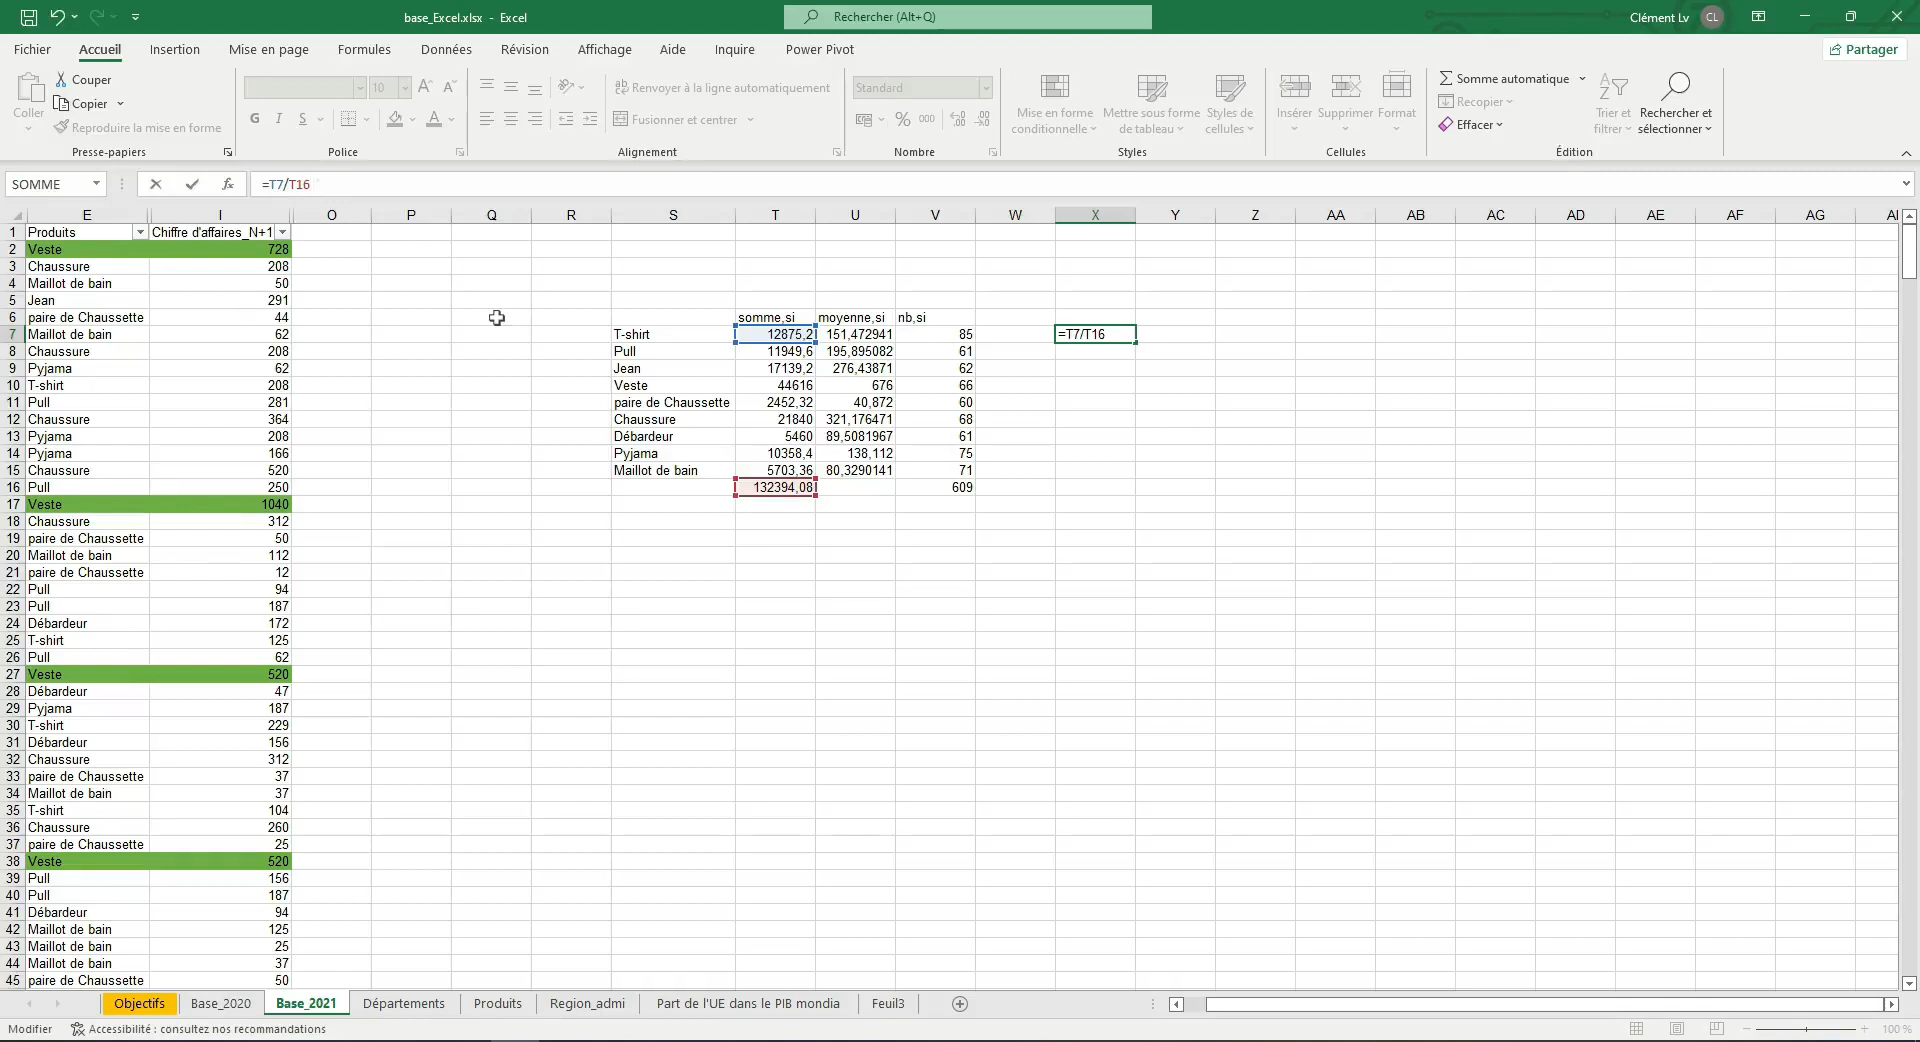 base_Excel.xlsx - Excel
Rechercher (Alt+Q)
Clément Lv CL
Fichier Accueil Insertion Mise en page Formules Données Révision Affichage Aide Inquire Power Pivot Partager
Coller
Couper
Copier
Reproduire la mise en forme
Presse-papiers
10 A A
G I S A
Police
ab Renvoyer à la ligne automatiquement
Fusionner et centrer
Alignement
Standard
% 000
Nombre
Mise en forme conditionnelle
Mettre sous forme de tableau
Styles de cellules
Styles
Insérer Supprimer Format
Cellules
Somme automatique
Recopier
Effacer
Trier et filtrer
Rechercher et sélectionner
Édition
SOMME fx =T7/T16
E I O P Q R S T U V W X Y Z AA AB AC AD AE AF AG AI
1 Produits Chiffre d'affaires_N+1
2 Veste 728
3 Chaussure 208
4 Maillot de bain 50
5 Jean 291
6 paire de Chaussette 44 somme,si moyenne,si nb,si
7 Maillot de bain 62 T-shirt 12875,2 151,472941 85 =T7/T16
8 Chaussure 208 Pull 11949,6 195,895082 61
9 Pyjama 62 Jean 17139,2 276,43871 62
10 T-shirt 208 Veste 44616 676 66
11 Pull 281 paire de Chaussette 2452,32 40,872 60
12 Chaussure 364 Chaussure 21840 321,176471 68
13 Pyjama 208 Débardeur 5460 89,5081967 61
14 Pyjama 166 Pyjama 10358,4 138,112 75
15 Chaussure 520 Maillot de bain 5703,36 80,3290141 71
16 Pull 250 132394,08 609
17 Veste 1040
18 Chaussure 312
19 paire de Chaussette 50
20 Maillot de bain 112
21 paire de Chaussette 12
22 Pull 94
23 Pull 187
24 Débardeur 172
25 T-shirt 125
26 Pull 62
27 Veste 520
28 Débardeur 47
29 Pyjama 187
30 T-shirt 229
31 Débardeur 156
32 Chaussure 312
33 paire de Chaussette 37
34 Maillot de bain 37
35 T-shirt 104
36 Chaussure 260
37 paire de Chaussette 25
38 Veste 520
39 Pull 156
40 Pull 187
41 Débardeur 94
42 Maillot de bain 125
43 Maillot de bain 25
44 Maillot de bain 37
45 paire de Chaussette 50
Objectifs Base_2020 Base_2021 Départements Produits Region_admi Part de l'UE dans le PIB mondia Feuil3
Modifier Accessibilité : consultez nos recommandations 100 %